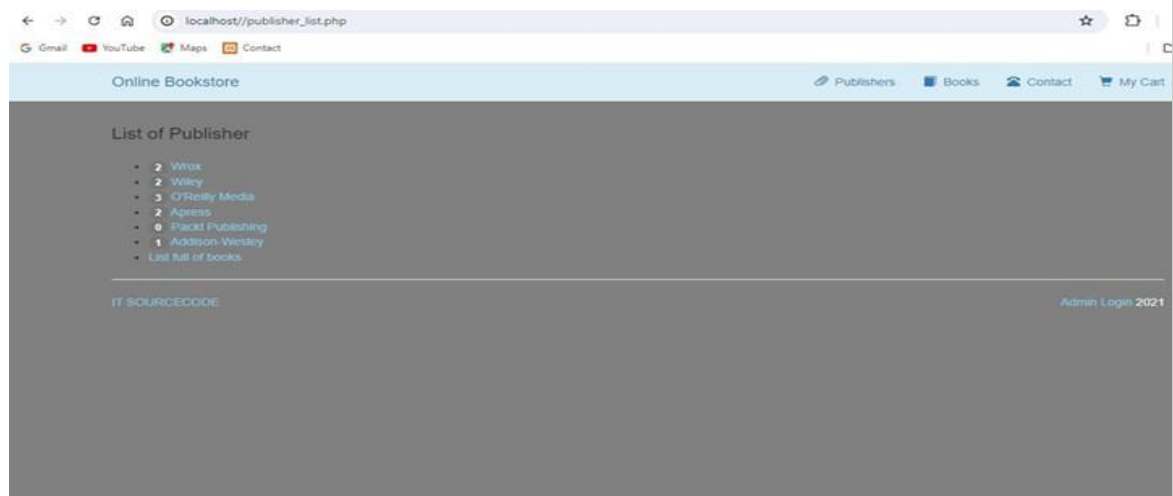 localhost//publisher_list.php
Gmail YouTube Maps Contact
Online Bookstore Publishers Books Contact My Cart
List of Publisher
2 Wrox
2 Wiley
3 O'Reilly Media
2 Apress
0 Packt Publishing
1 Addison-Wesley
List full of books
IT SOURCECODE Admin Login 2021